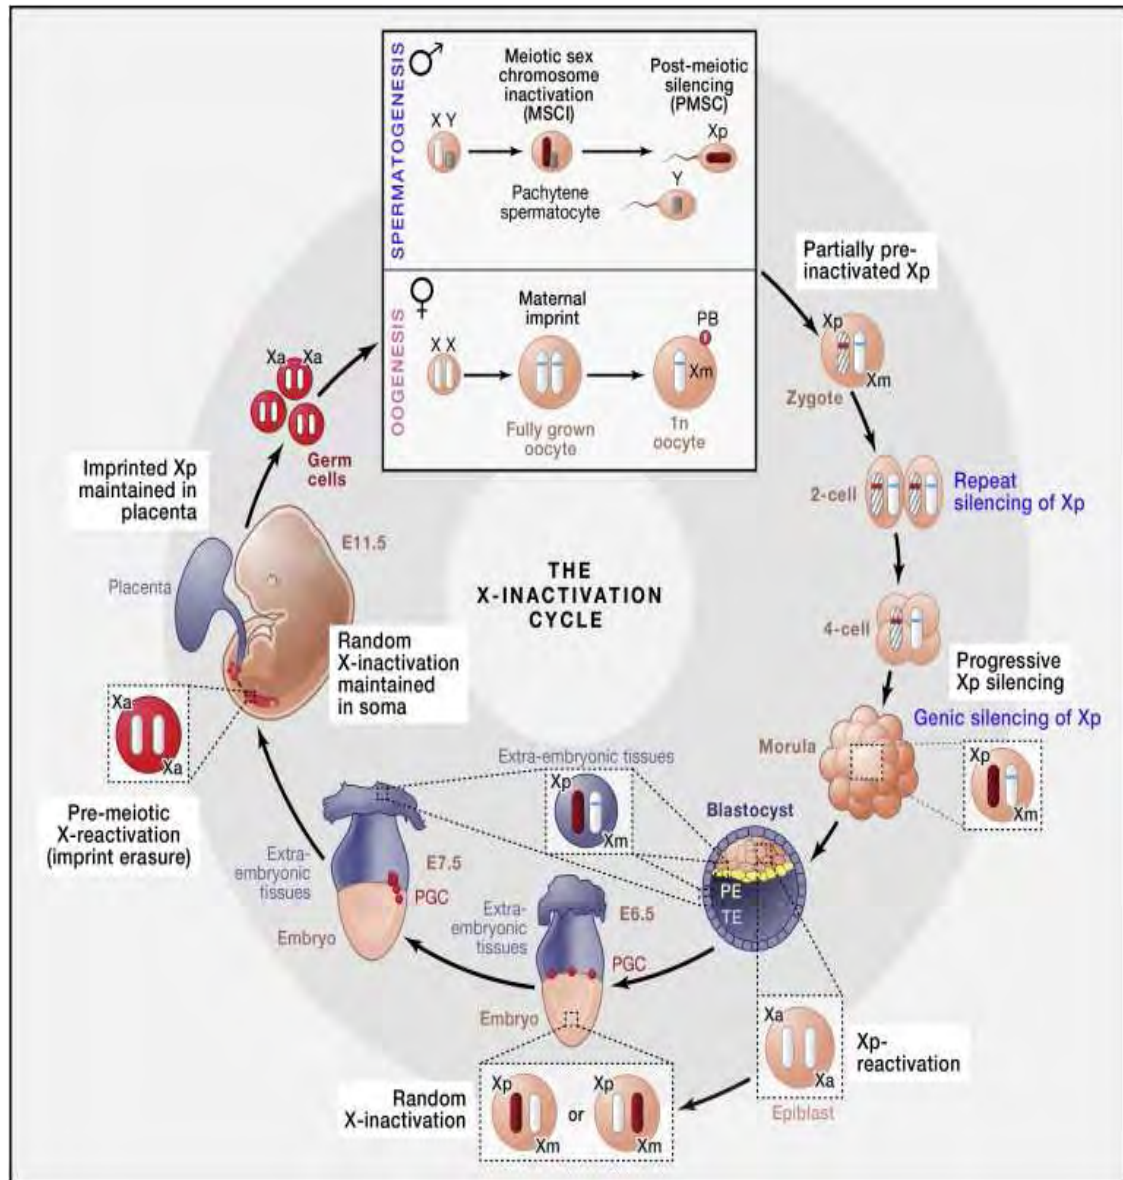 SPERMATOGENESIS
♂
Meiotic sex
chromosome
inactivation
(MSCI)
Post-meiotic
silencing
(PMSC)
X Y
Xp
Y
Pachytene
spermatocyte
OOGENESIS
♀
Maternal
imprint
X X
PB
Xm
Fully grown
oocyte
1n
oocyte
Partially pre-
inactivated Xp
Xp
Xm
Zygote
2-cell
Repeat
silencing of Xp
4-cell
Progressive
Xp silencing
Genic silencing of Xp
Morula
Xp
Xm
THE
X-INACTIVATION
CYCLE
Xa
Xa
Germ
cells
Imprinted Xp
maintained in
placenta
E11.5
Placenta
Random
X-inactivation
maintained
in soma
Xa
Xa
Pre-meiotic
X-reactivation
(imprint erasure)
Extra-embryonic tissues
Xp
Xm
Blastocyst
PE
TE
Extra-
embryonic
tissues
E7.5
PGC
Embryo
Extra-
embryonic
tissues
E6.5
PGC
Embryo
Xa
Xa
Xp-
reactivation
Epiblast
Random
X-inactivation
Xp
Xm
or
Xp
Xm